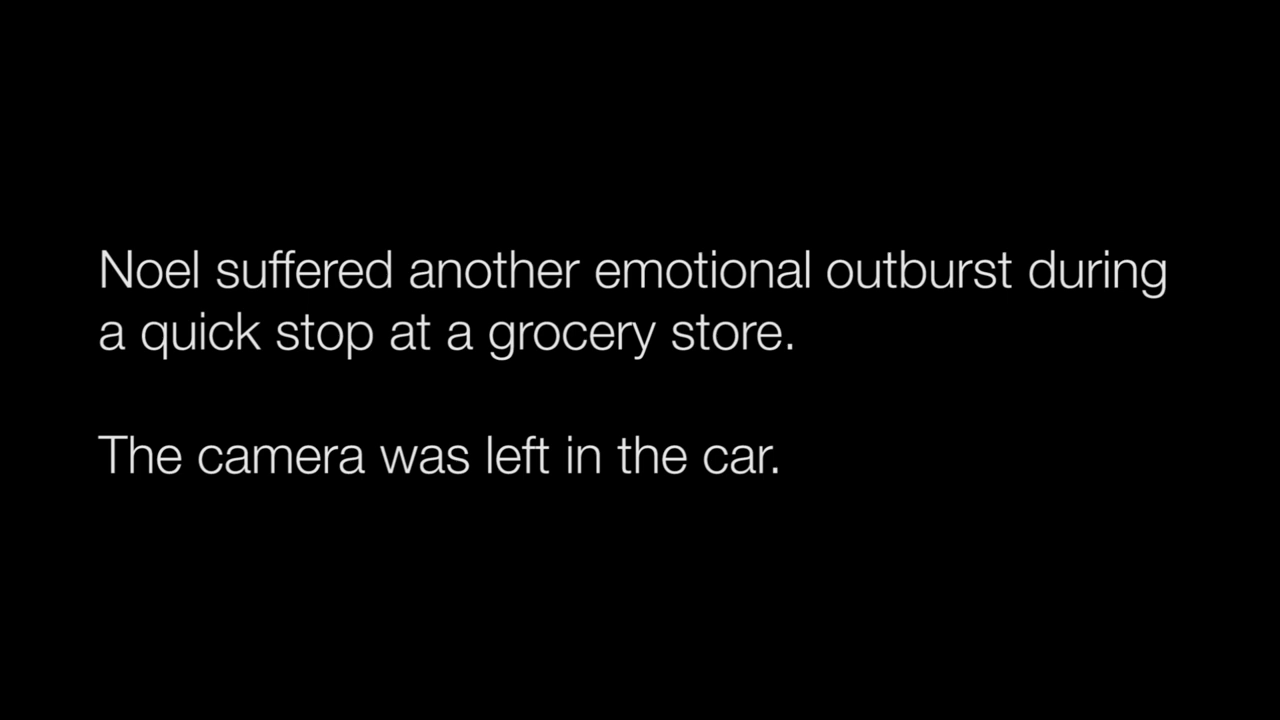 Noel suffered another emotional outburst during
a quick stop at a grocery store.
The camera was left in the car.